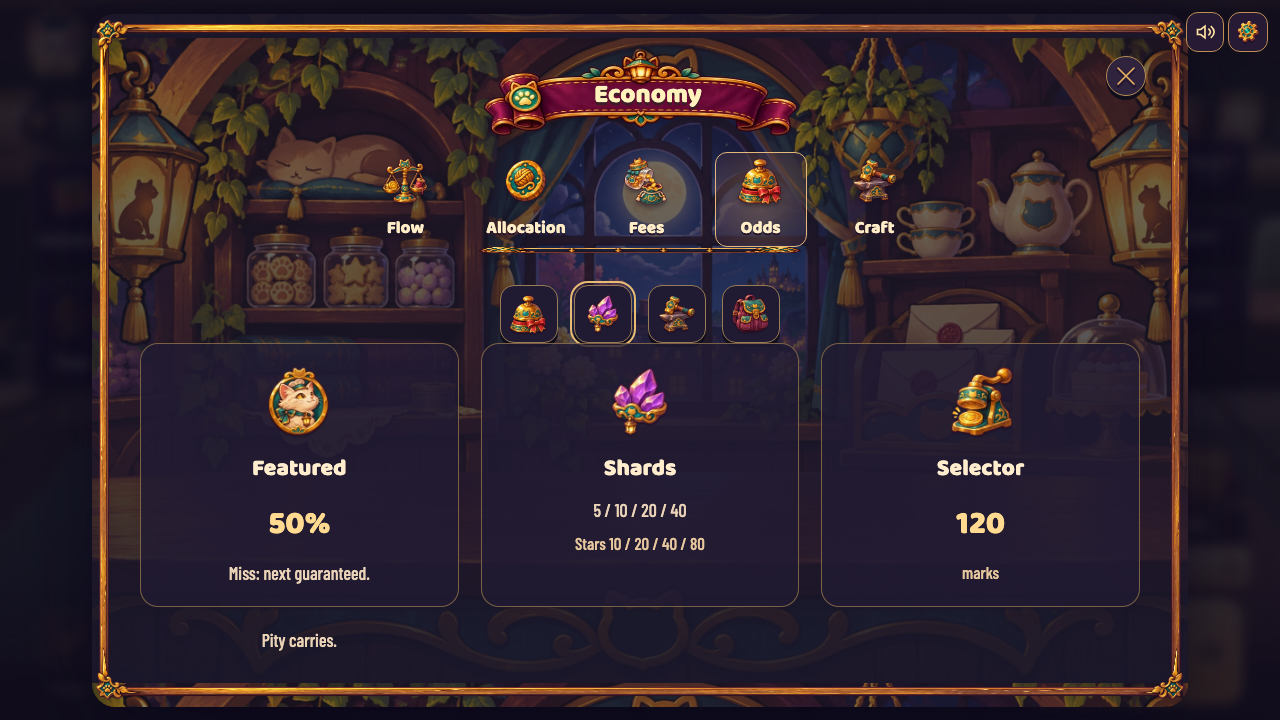 Economy
Flow
Allocation
Fees
Odds
Craft
Featured
50%
Miss: next guaranteed.
Shards
5 / 10 / 20 / 40
Stars 10 / 20 / 40 / 80
Selector
120
marks
Pity carries.